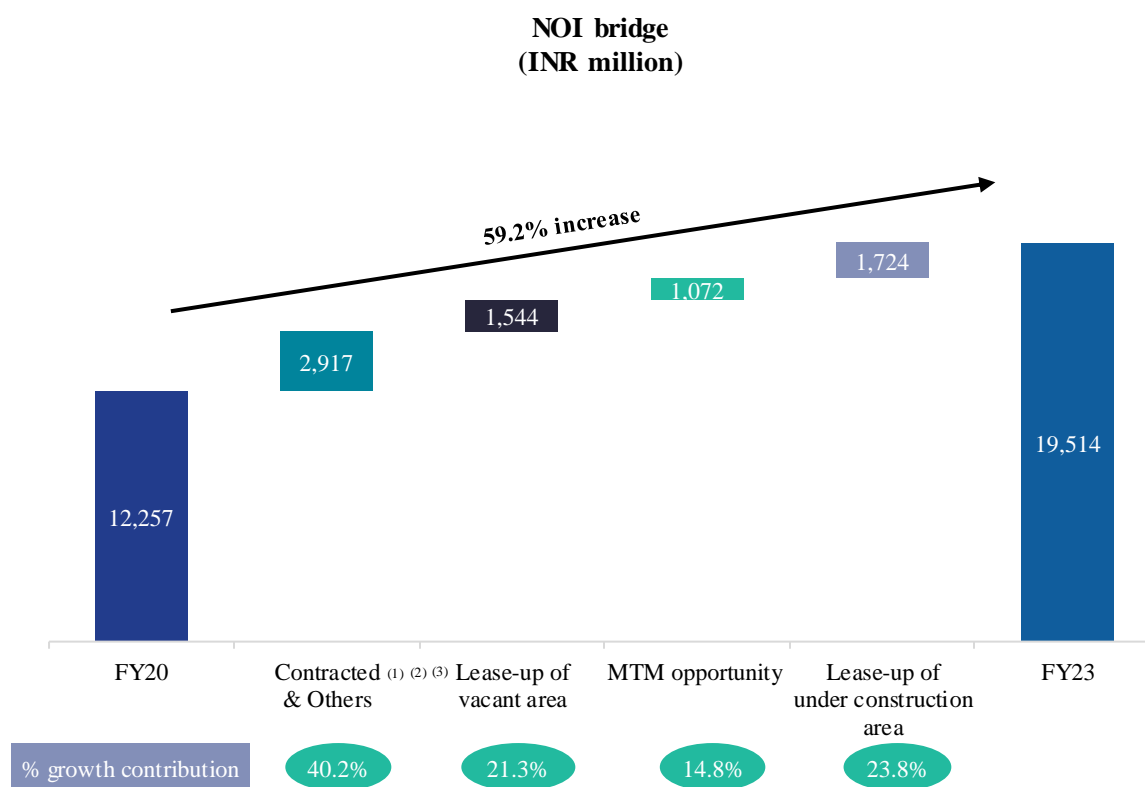 NOI bridge
(INR million)
59.2% increase
1,724
1,072
1,544
2,917
19,514
12,257
FY20
Contracted (1) (2) (3)
& Others
Lease-up of
vacant area
MTM opportunity
Lease-up of
under construction
area
FY23
% growth contribution
40.2%
21.3%
14.8%
23.8%